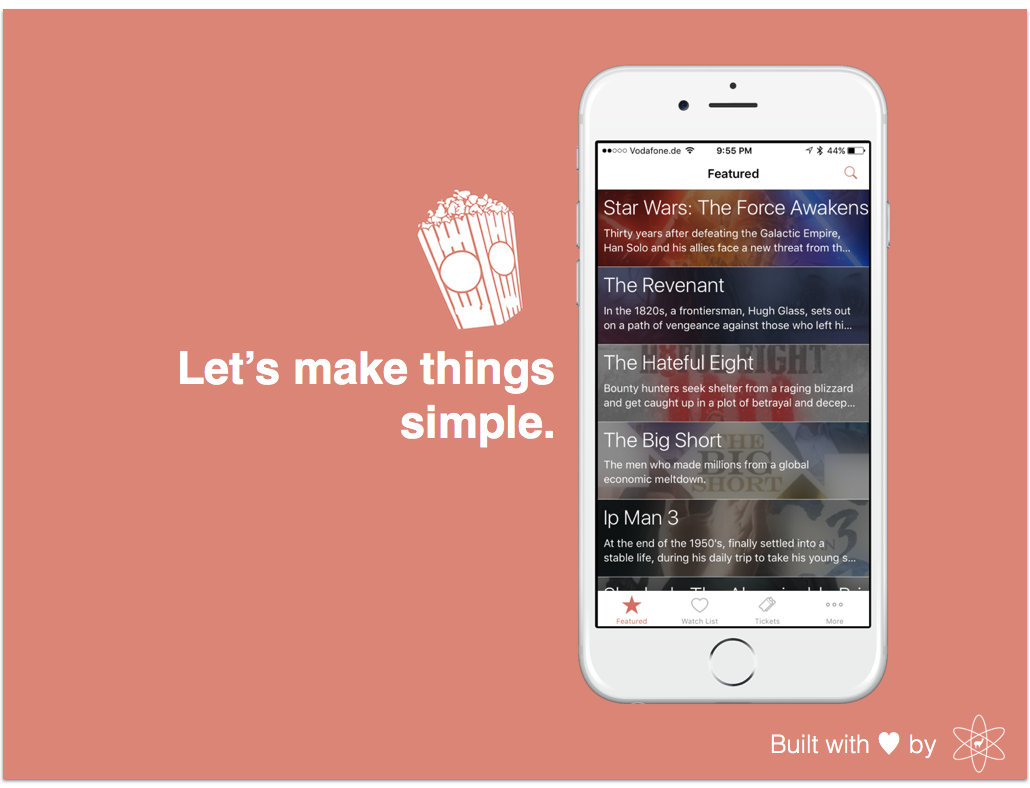 Let's make things
simple.
Vodafone.de 9:55 PM 44%
Featured
Star Wars: The Force Awakens
Thirty years after defeating the Galactic Empire,
Han Solo and his allies face a new threat from th...
The Revenant
In the 1820s, a frontiersman, Hugh Glass, sets out
on a path of vengeance against those who left hi...
HATEFUL EIGHT
The Hateful Eight
Bounty hunters seek shelter from a raging blizzard
and get caught up in a plot of betrayal and decep...
The Big Short
THE
BIG
SHORT
The men who made millions from a global
economic meltdown.
Ip Man 3
3
At the end of the 1950's, finally settled into a
stable life, during his daily trip to take his young s...
Featured Watch List Tickets More
Built with ♥ by